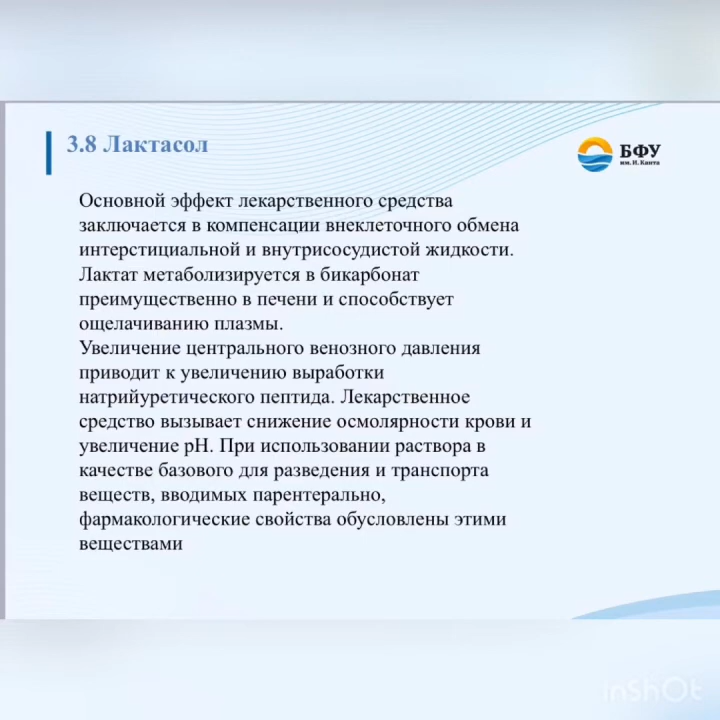 3.8 Лактасол
БФУ
им. И. Канта
Основной эффект лекарственного средства
заключается в компенсации внеклеточного обмена
интерстициальной и внутрисосудистой жидкости.
Лактат метаболизируется в бикарбонат
преимущественно в печени и способствует
ощелачиванию плазмы.
Увеличение центрального венозного давления
приводит к увеличению выработки
натрийуретического пептида. Лекарственное
средство вызывает снижение осмолярности крови и
увеличение pH. При использовании раствора в
качестве базового для разведения и транспорта
веществ, вводимых парентерально,
фармакологические свойства обусловлены этими
веществами
InShOt